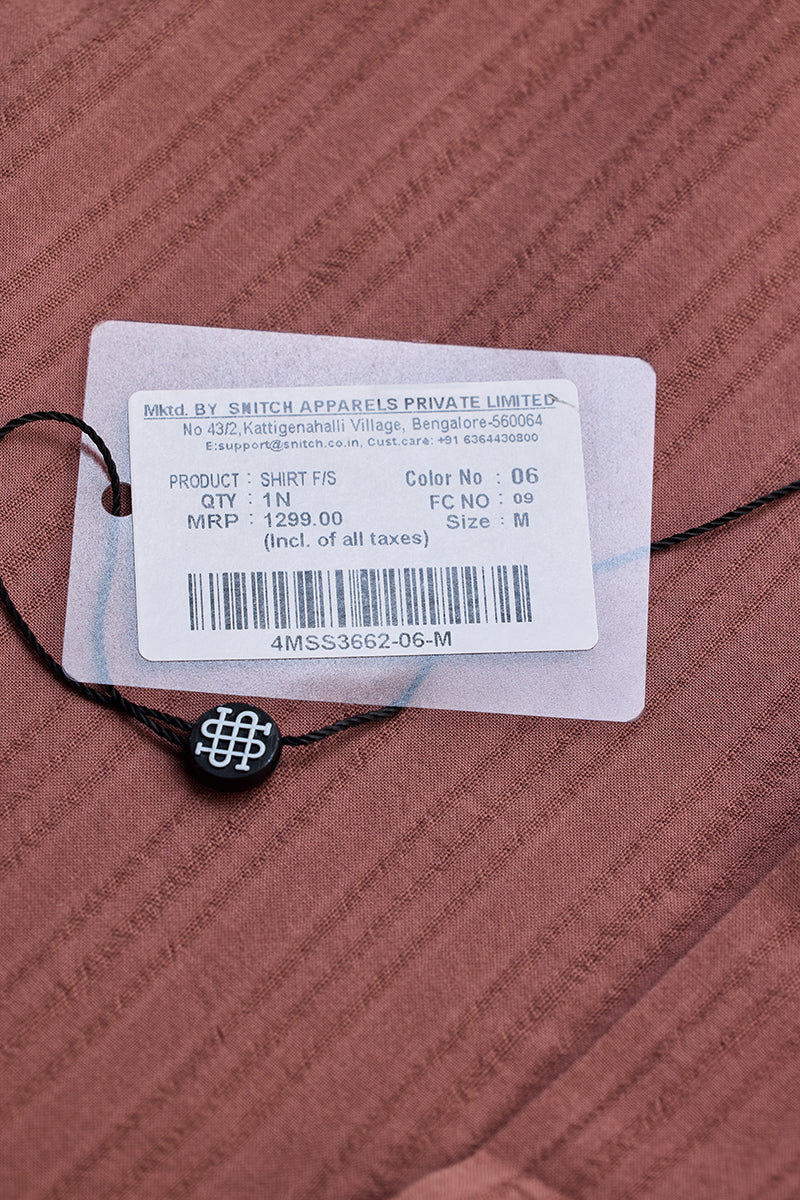 Mktd. BY SNITCH APPARELS PRIVATE LIMITED
No 43/2,Kattigenahalli Village, Bengalore-560064
E:support@snitch.co.in, Cust.care: +91 6364430800
PRODUCT : SHIRT F/S Color No : 06
QTY : 1N FC NO : 09
MRP : 1299.00 Size : M
(Incl. of all taxes)
4MSS3662-06-M